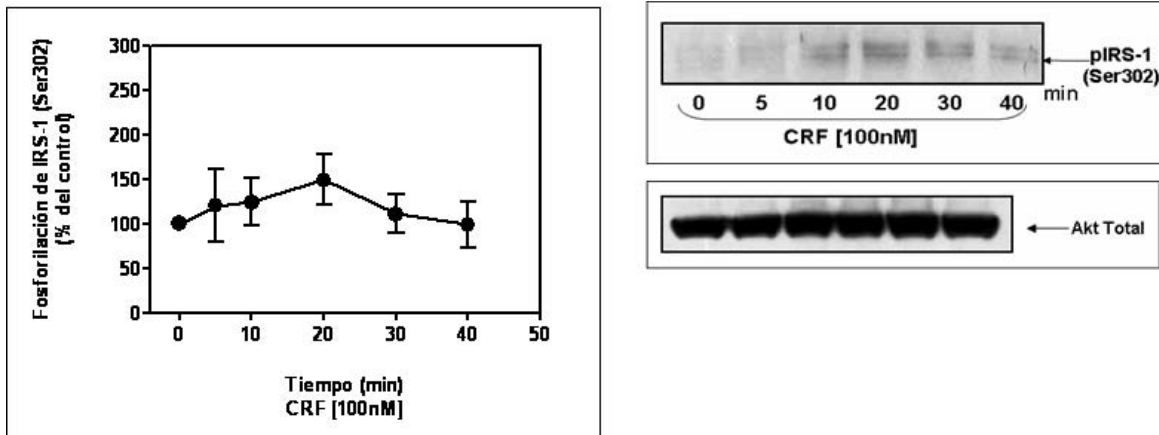 Fosforilación de IRS-1 (Ser302)
(% del control)
300
250
200
150
100
50
0
0 10 20 30 40 50
Tiempo (min)
CRF [100nM]
pIRS-1
(Ser302)
0 5 10 20 30 40 min
CRF [100nM]
Akt Total